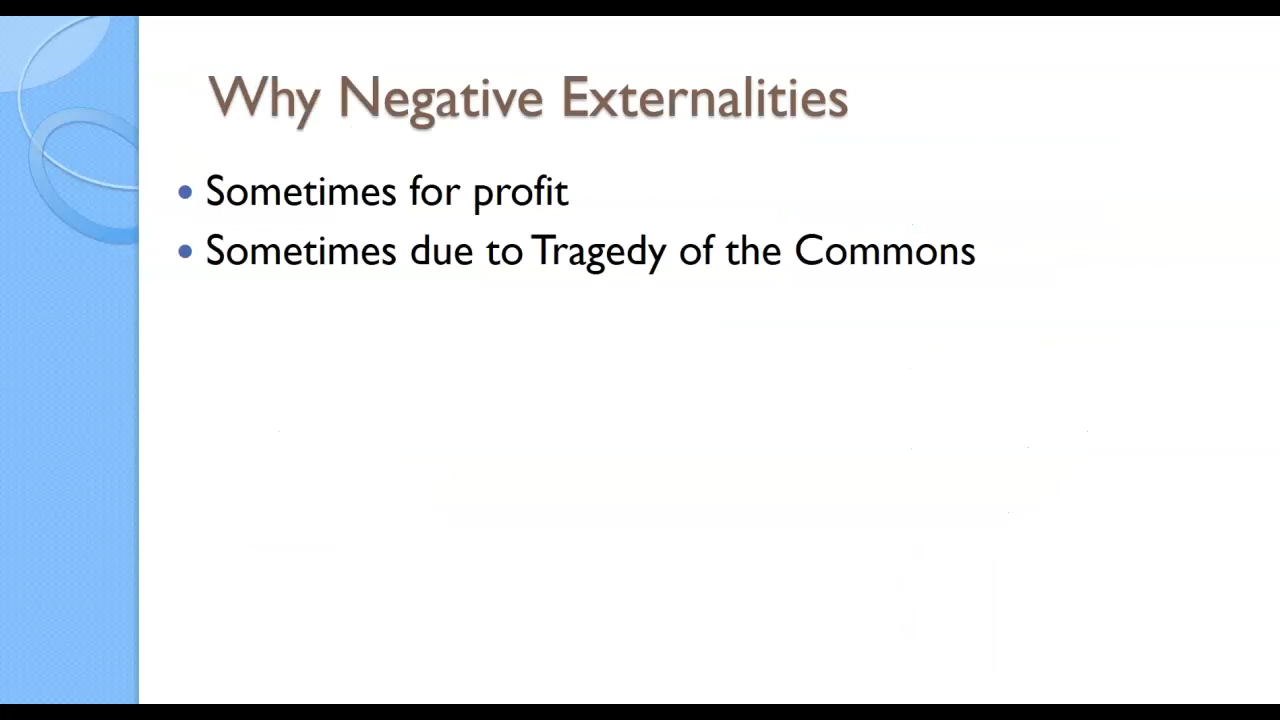 Why Negative Externalities
Sometimes for profit
Sometimes due to Tragedy of the Commons